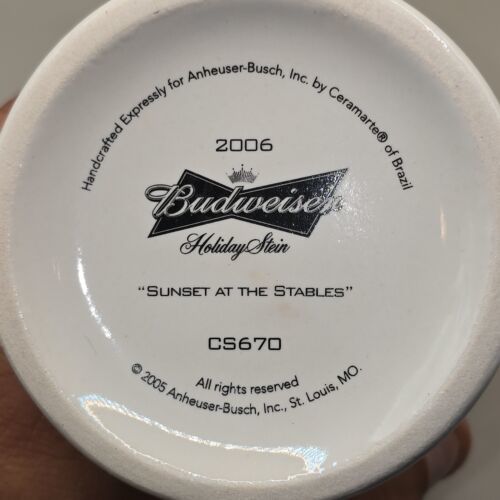 Handcrafted Expressly for Anheuser-Busch, Inc. by Ceramarte® of Brazil
2006
Budweiser
Holiday Stein
"SUNSET AT THE STABLES"
CS670
All rights reserved
© 2005 Anheuser-Busch, Inc., St. Louis, MO.